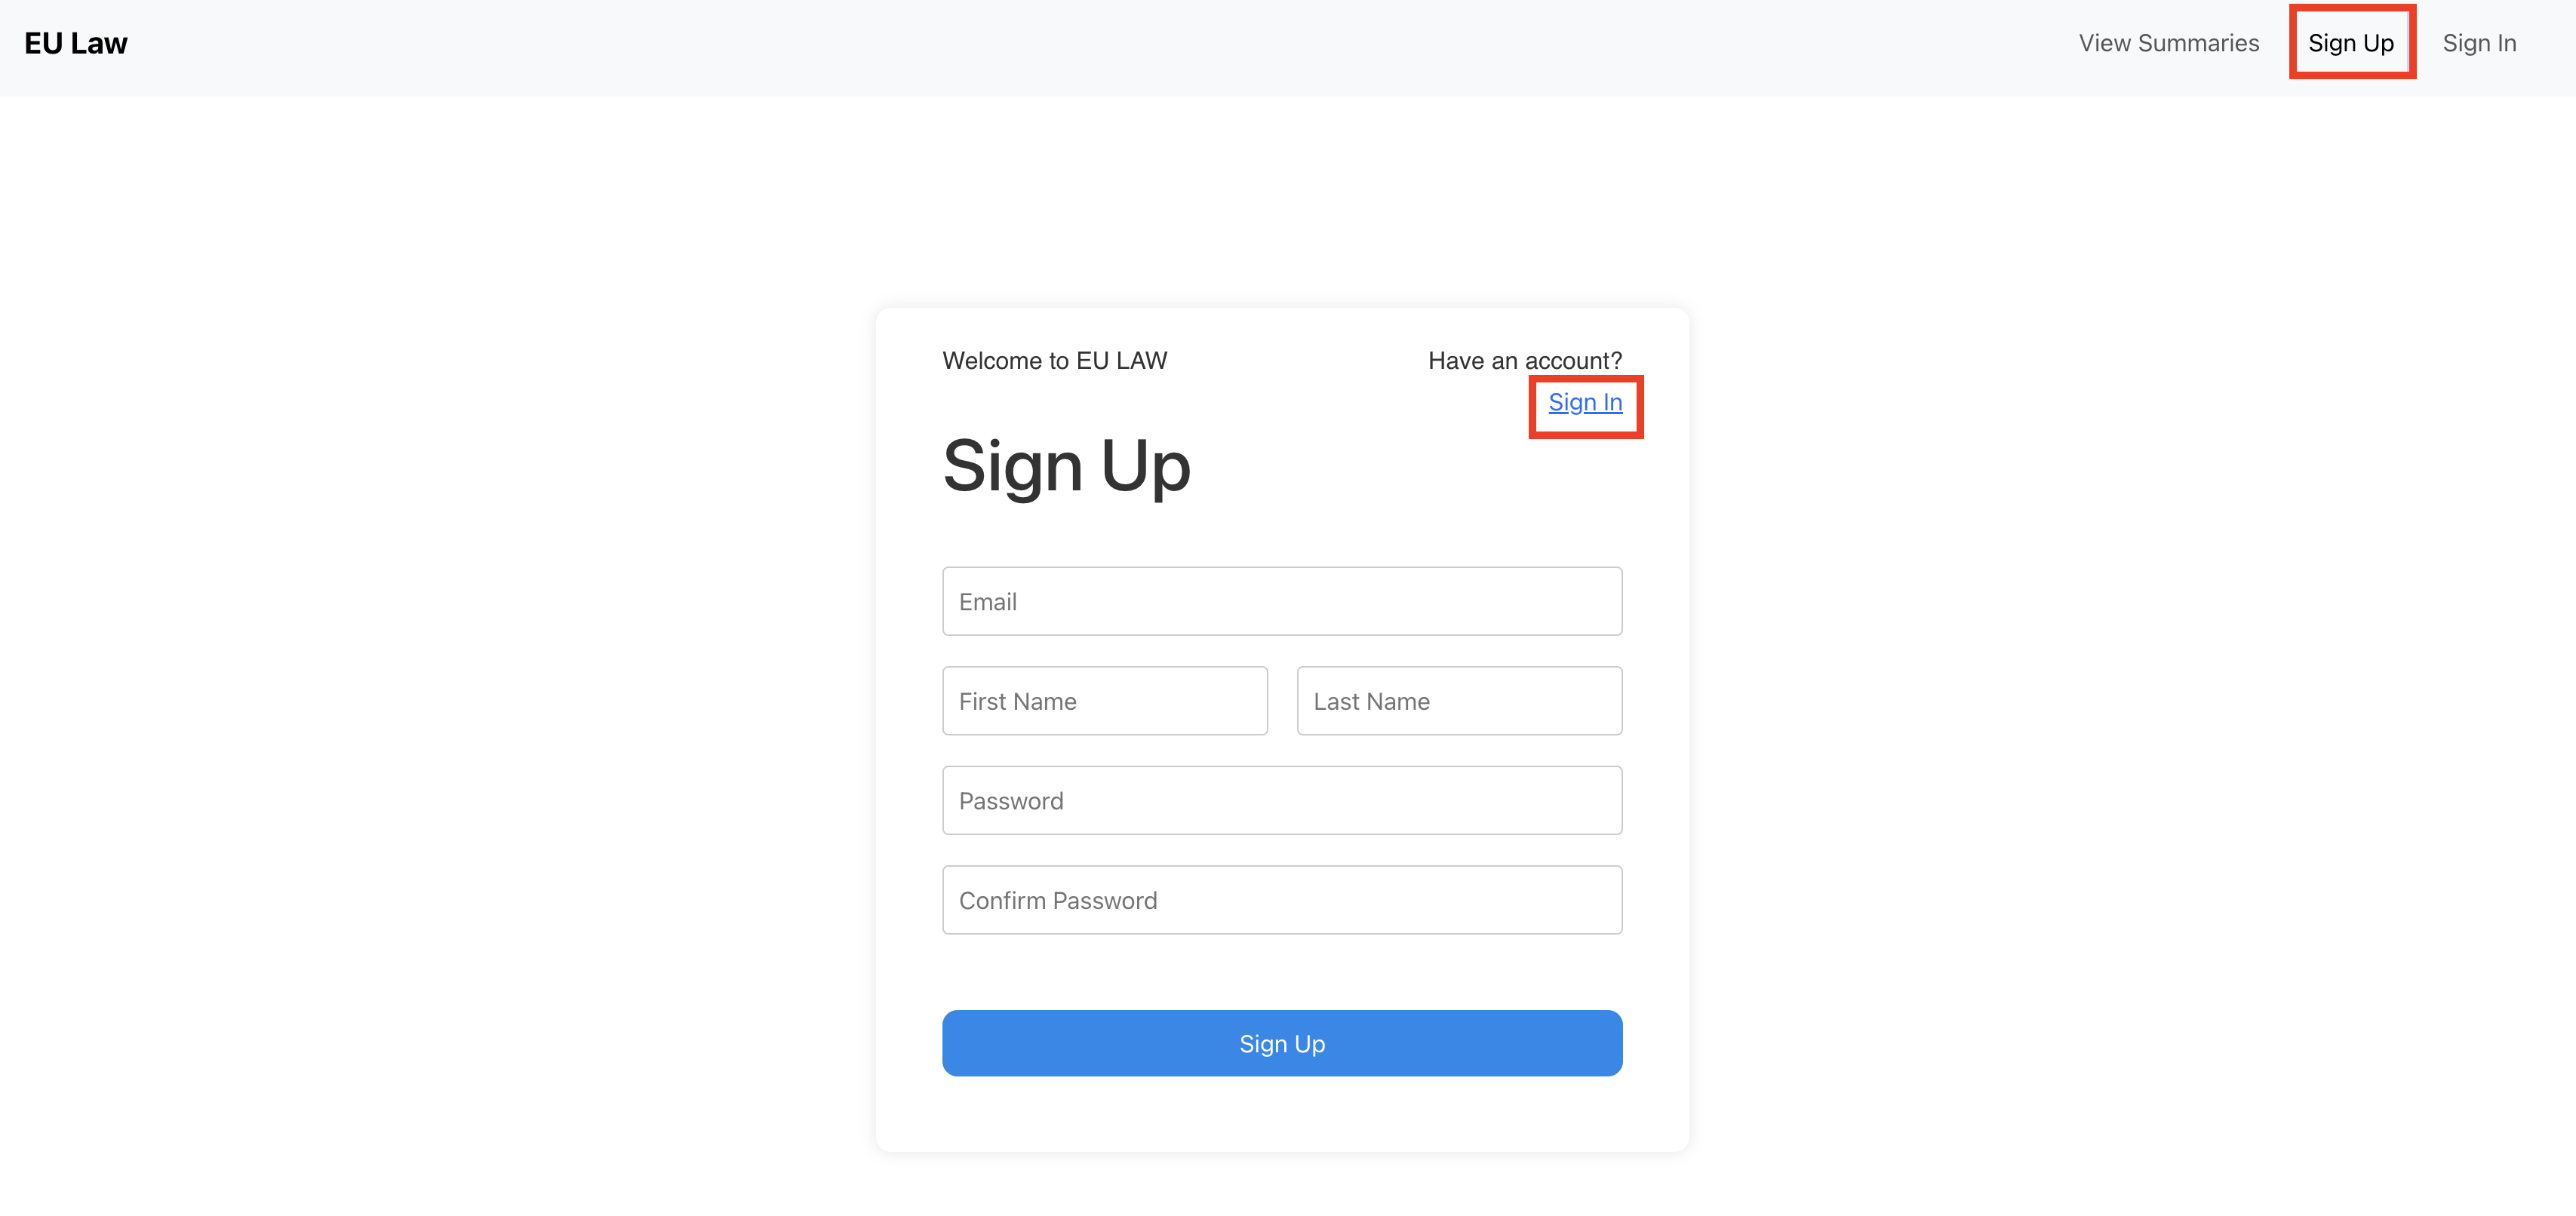 EU Law
View Summaries
Sign Up
Sign In
Welcome to EU LAW
Have an account?
Sign In
Sign Up
Email
First Name
Last Name
Password
Confirm Password
Sign Up